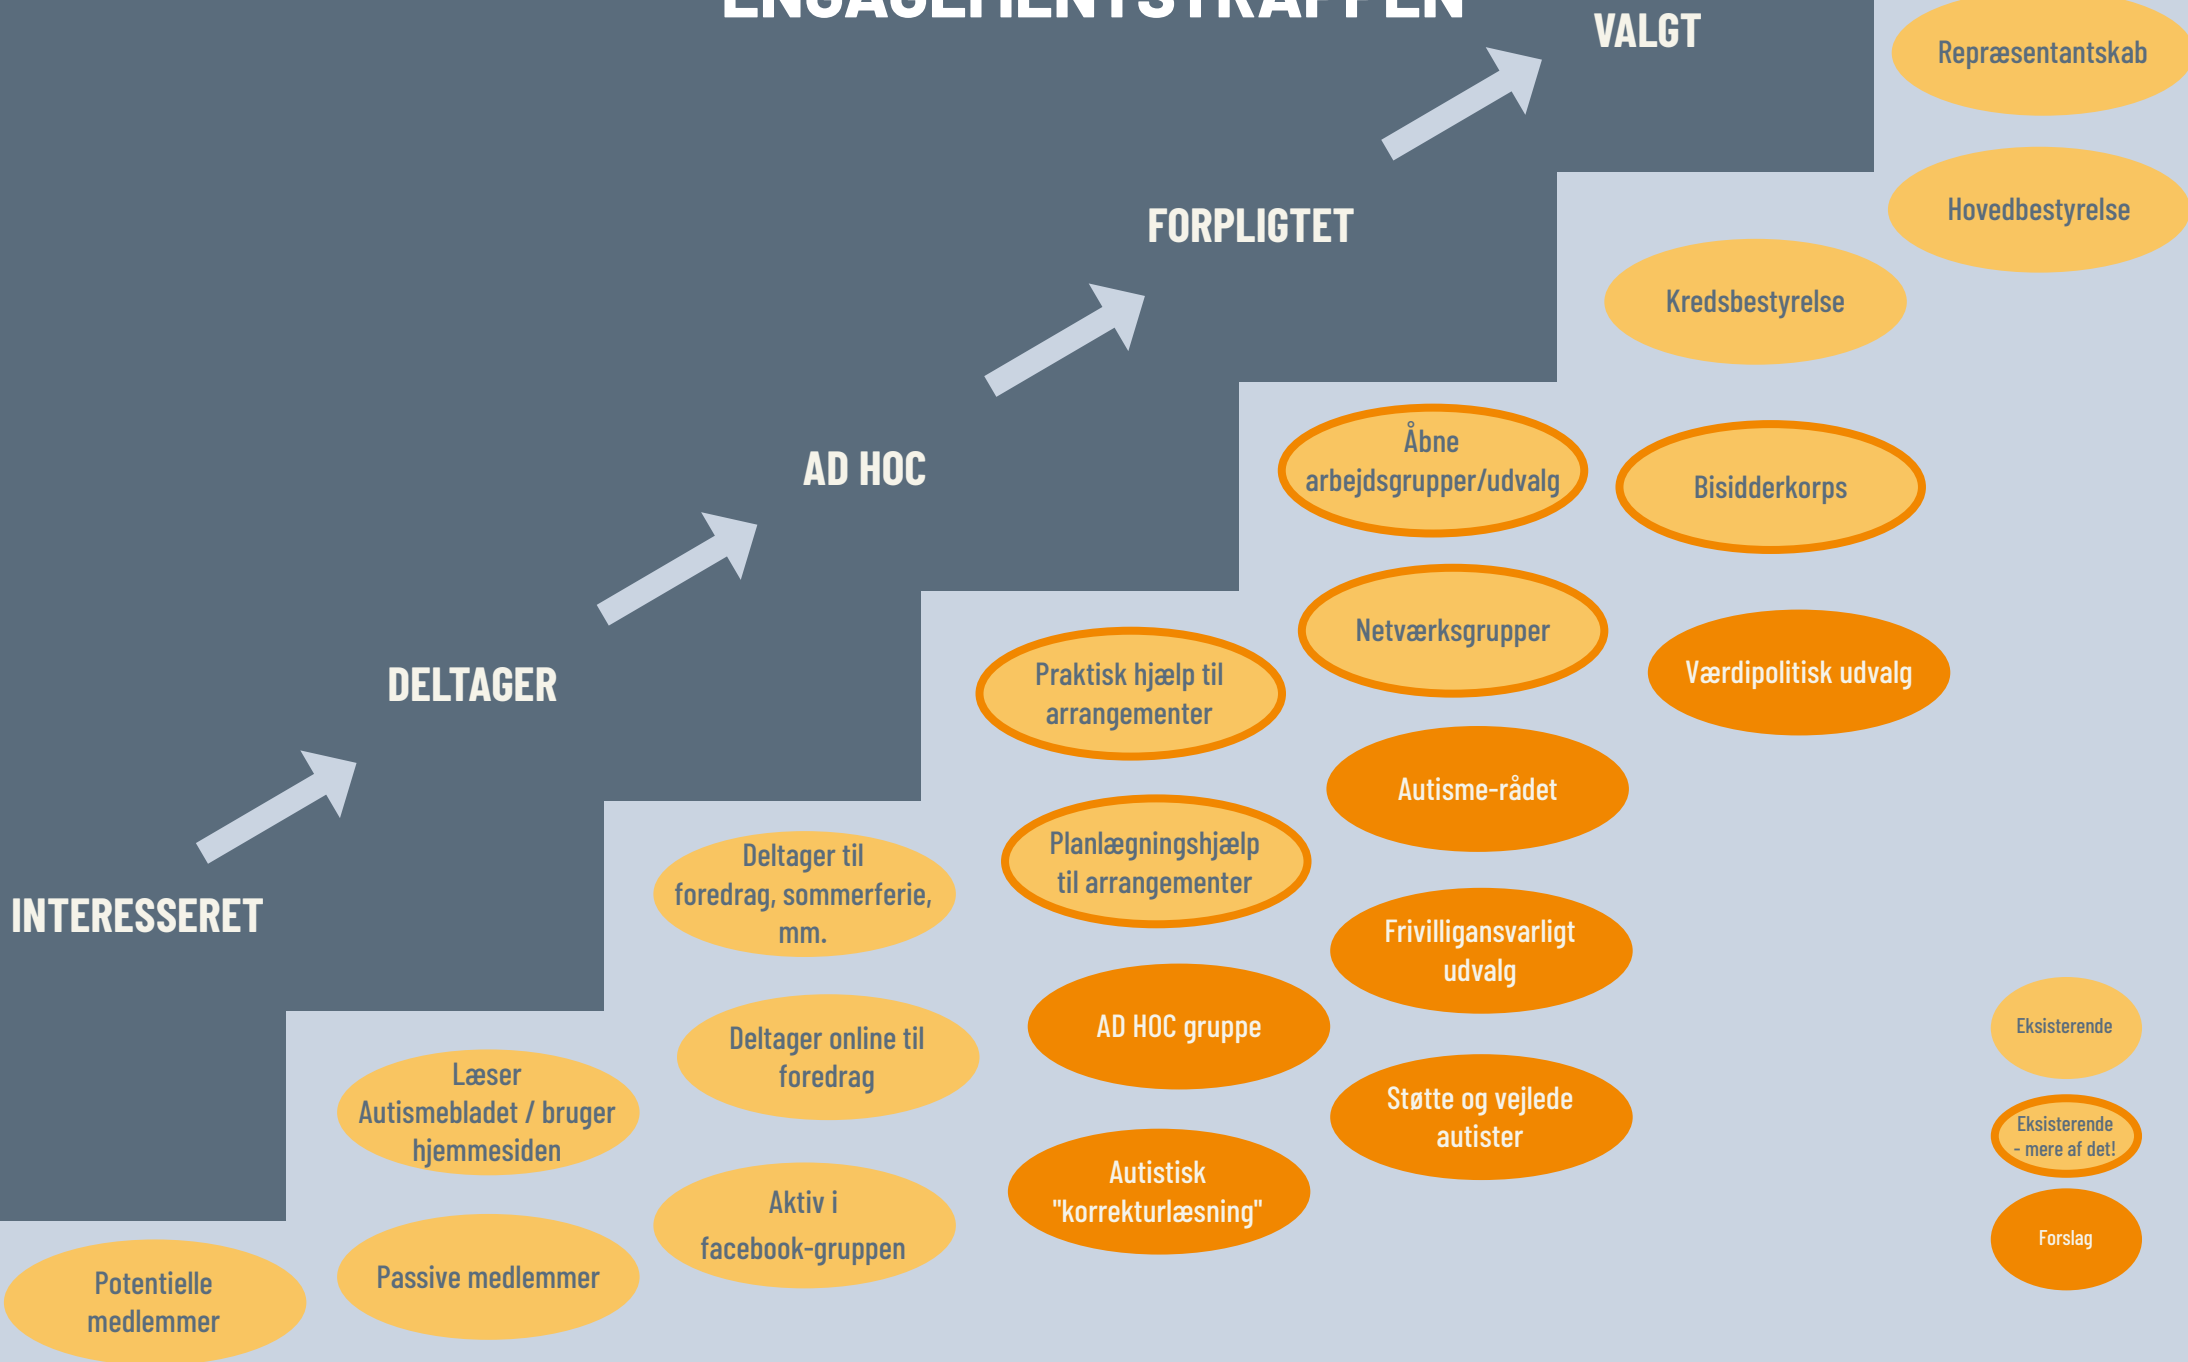 ENGAGEMENTSTRAPPEN
VALGT
FORPLIGTET
AD HOC
DELTAGER
INTERESSERET
Potentielle
medlemmer
Læser
Autismebladet / bruger
hjemmesiden
Passive medlemmer
Deltager til
foredrag, sommerferie,
mm.
Deltager online til
foredrag
Aktiv i
facebook-gruppen
Praktisk hjælp til
arrangementer
Planlægningshjælp
til arrangementer
AD HOC gruppe
Autistisk
"korrekturlæsning"
Åbne
arbejdsgrupper/udvalg
Netværksgrupper
Autisme-rådet
Frivilligansvarligt
udvalg
Støtte og vejlede
autister
Kredsbestyrelse
Bisidderkorps
Værdipolitisk udvalg
Repræsentantskab
Hovedbestyrelse
Eksisterende
Eksisterende
- mere af det!
Forslag